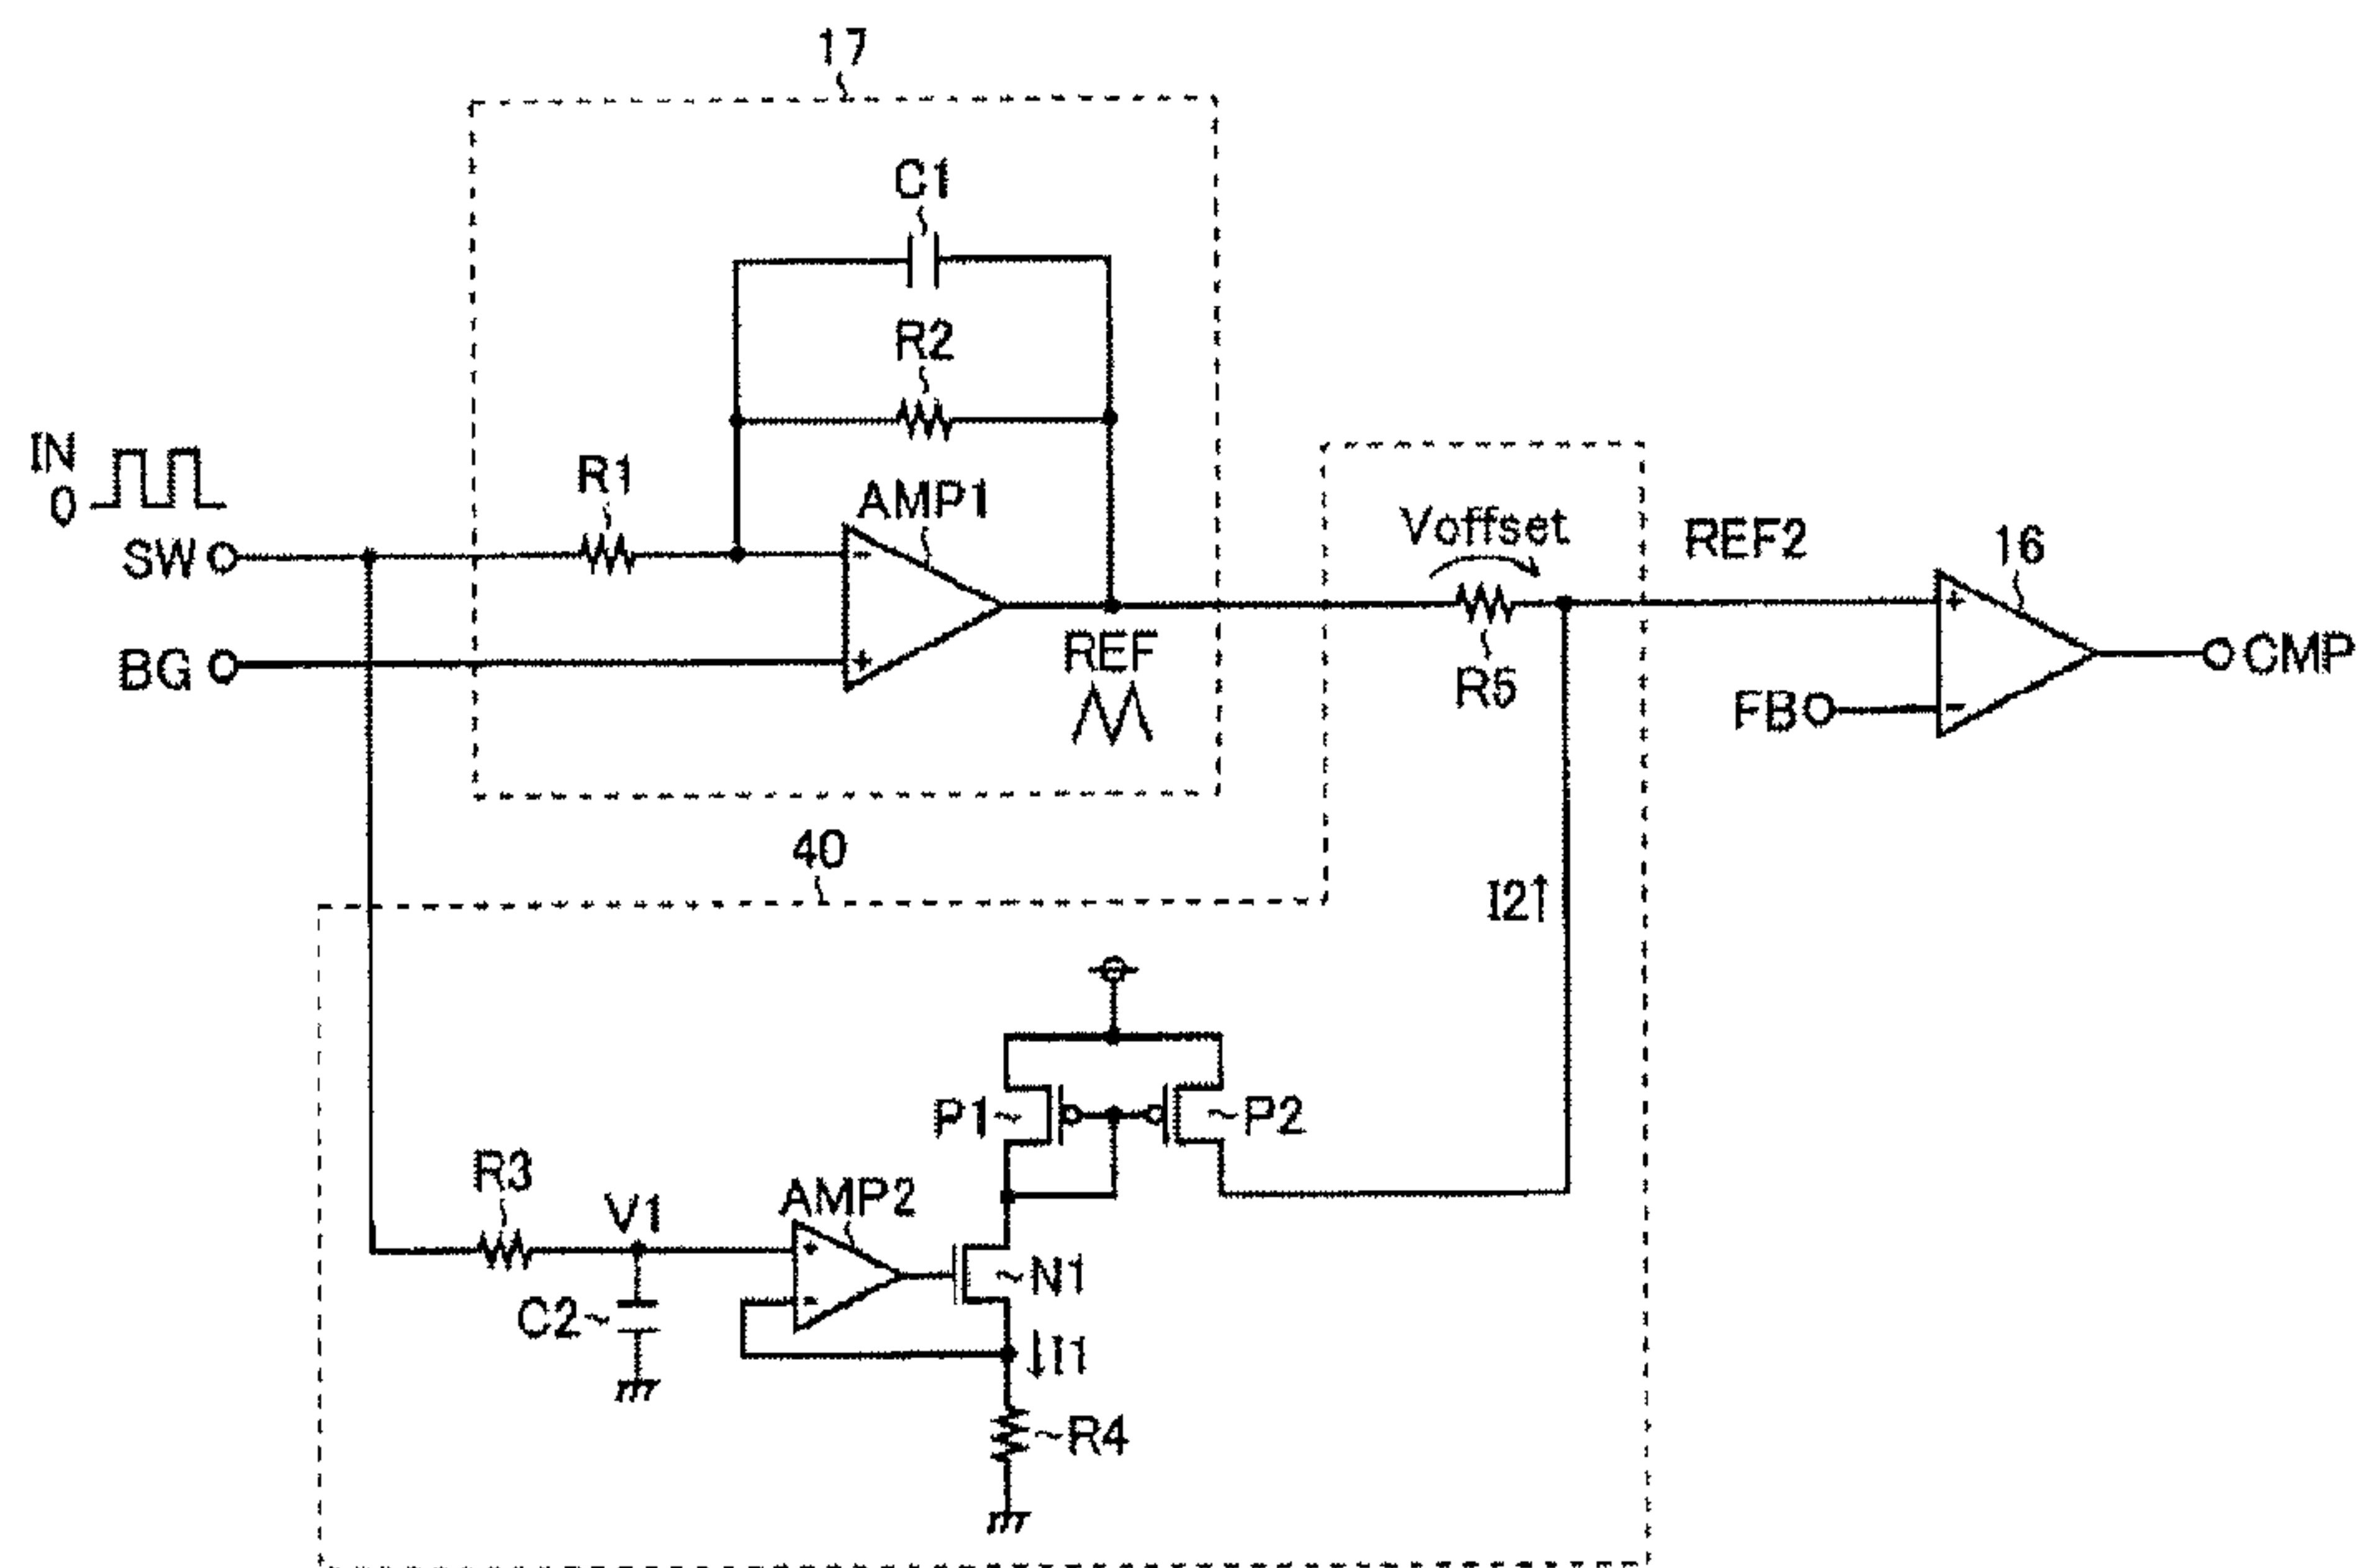 17
C1
R2
IN
0
R1
AMP1
SW
BG
REF
Voffset
R5
REF2
16
FB
CMP
40
I2↑
P1
P2
R3
V1
AMP2
N1
C2
↓I1
R4
+
-
+
-
+
-